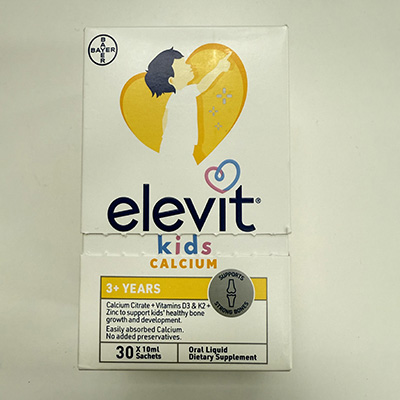 BAYER
BAYER
elevit®
kids
CALCIUM
3+ YEARS
SUPPORTS
STRONG BONES
Calcium Citrate + Vitamins D3 & K2 +
Zinc to support kids' healthy bone
growth and development.
Easily absorbed Calcium.
No added preservatives.
30 X 10ml
Sachets
Oral Liquid
Dietary Supplement